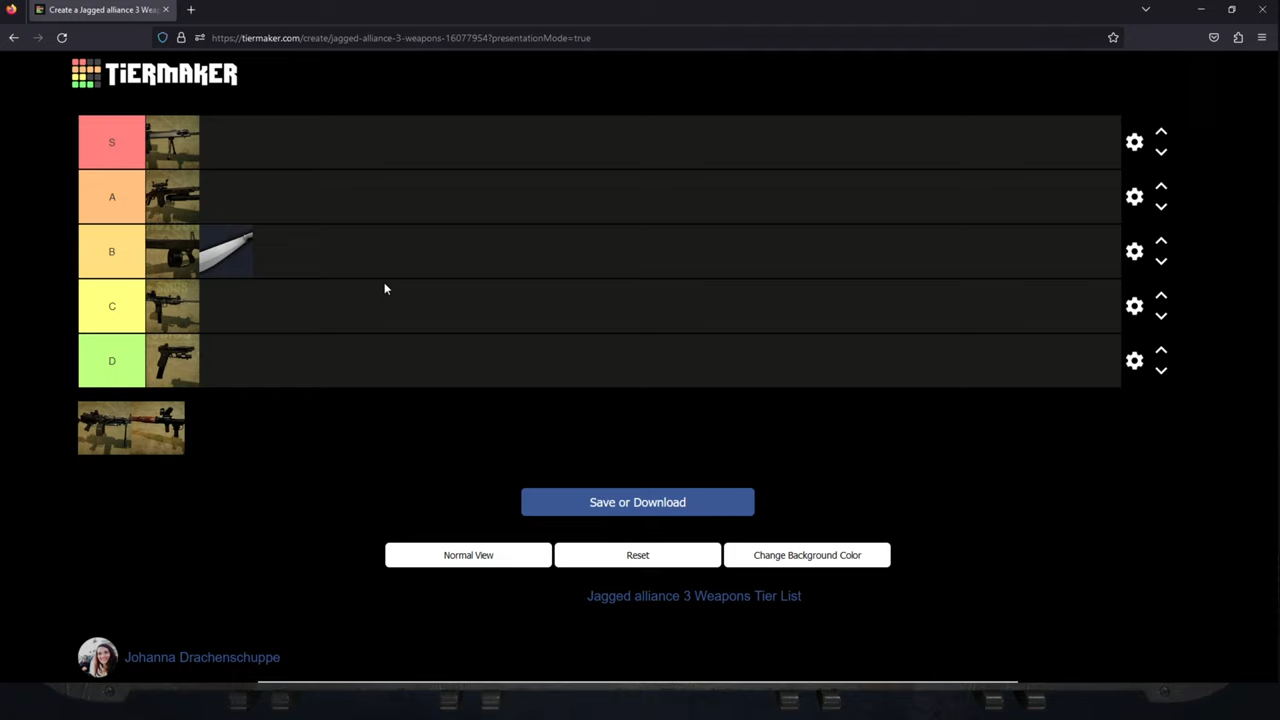 Create a Jagged alliance 3 Wea
https://tiermaker.com/create/jagged-alliance-3-weapons-16077954?presentationMode=true
TiERMAKER
S
A
B
C
D
Save or Download
Normal View
Reset
Change Background Color
Jagged alliance 3 Weapons Tier List
Johanna Drachenschuppe